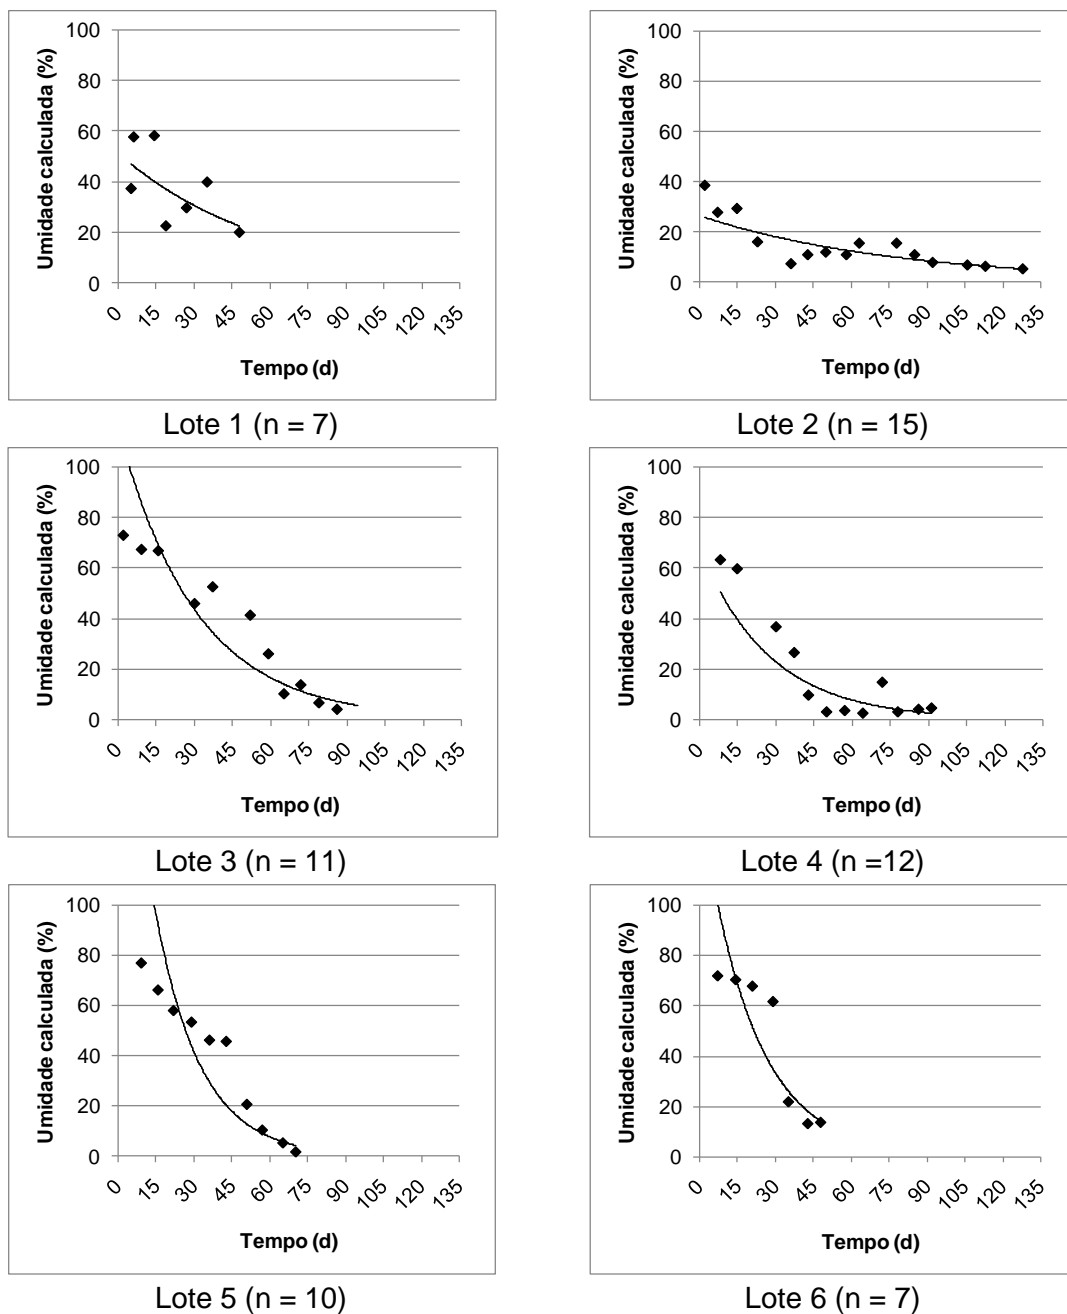 Umidade calculada (%)
100
80
60
40
20
0
0 15 30 45 60 75 90 105 120 135
Tempo (d)
Lote 1 (n = 7)
Umidade calculada (%)
100
80
60
40
20
0
0 15 30 45 60 75 90 105 120 135
Tempo (d)
Lote 2 (n = 15)
Umidade calculada (%)
100
80
60
40
20
0
0 15 30 45 60 75 90 105 120 135
Tempo (d)
Lote 3 (n = 11)
Umidade calculada (%)
100
80
60
40
20
0
0 15 30 45 60 75 90 105 120 135
Tempo (d)
Lote 4 (n =12)
Umidade calculada (%)
100
80
60
40
20
0
0 15 30 45 60 75 90 105 120 135
Tempo (d)
Lote 5 (n = 10)
Umidade calculada (%)
100
80
60
40
20
0
0 15 30 45 60 75 90 105 120 135
Tempo (d)
Lote 6 (n = 7)